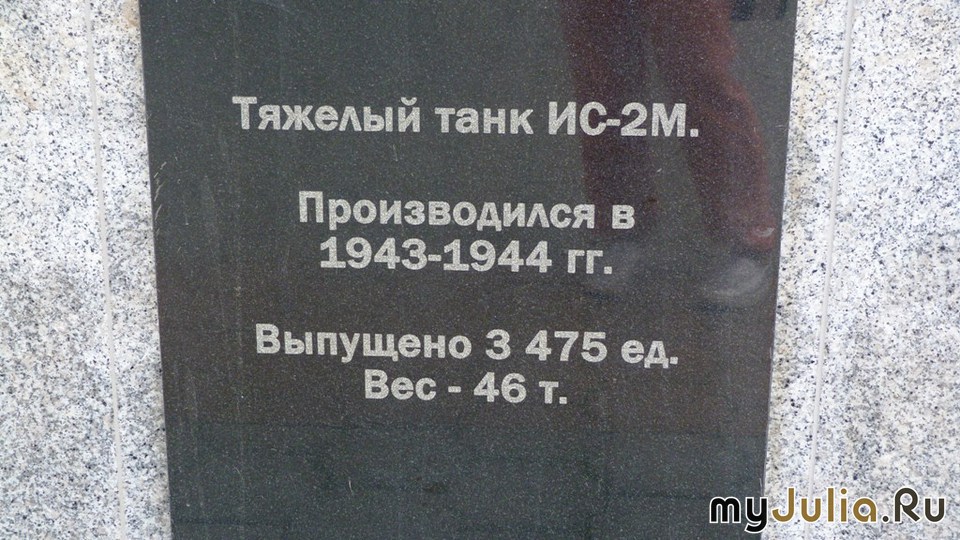 Тяжелый танк ИС-2М.
Производился в
1943-1944 гг.
Выпущено 3 475 ед.
Вес - 46 т.
myJulia.Ru